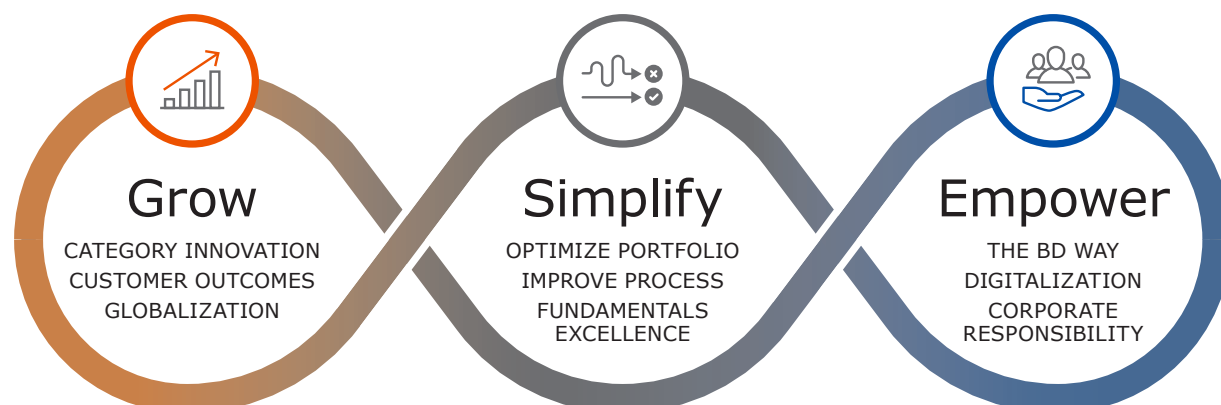 Grow
CATEGORY INNOVATION
CUSTOMER OUTCOMES
GLOBALIZATION
Simplify
OPTIMIZE PORTFOLIO
IMPROVE PROCESS
FUNDAMENTALS
EXCELLENCE
Empower
THE BD WAY
DIGITALIZATION
CORPORATE
RESPONSIBILITY